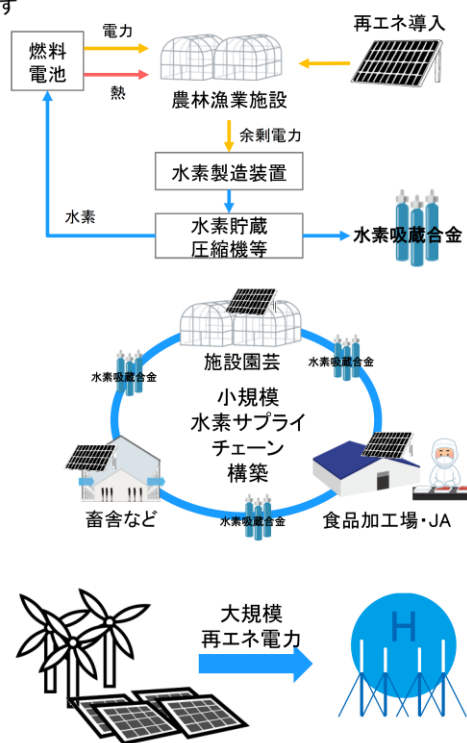 す
再エネ導入
電力
燃料
電池
熱
農林漁業施設
余剰電力
水素製造装置
水素
水素貯蔵
圧縮機等
水素吸蔵合金
施設園芸
水素吸蔵合金
水素吸蔵合金
小規模
水素サプライ
チェーン
構築
畜舎など
水素吸蔵合金
食品加工場・JA
大規模
再エネ電力
H